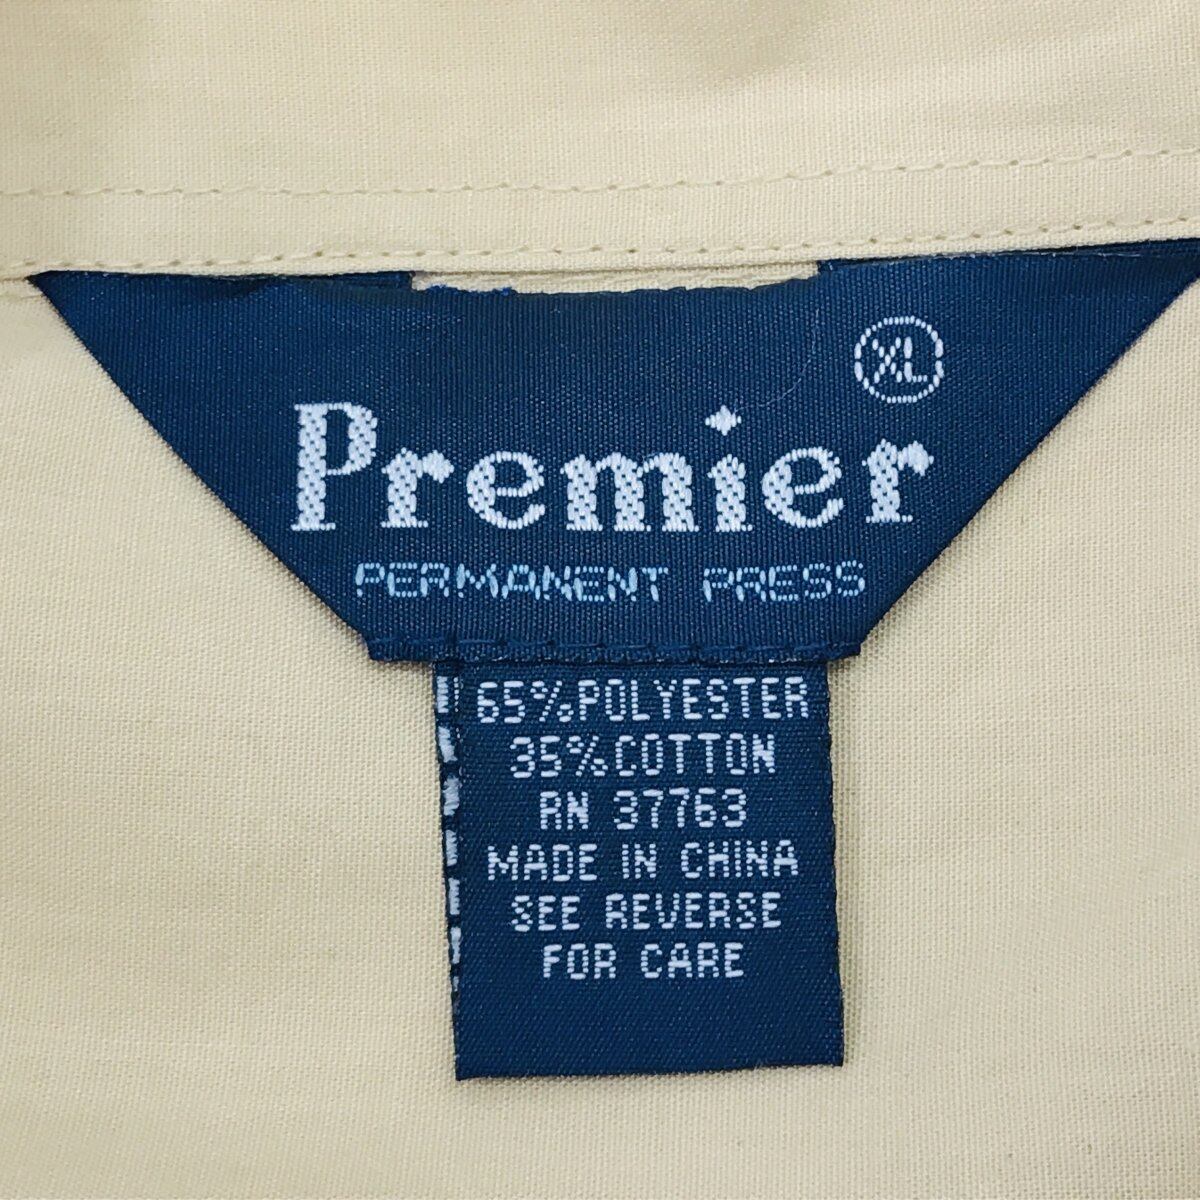 XL
Premier
PERMANENT PRESS
65%POLYESTER
35%COTTON
RN 37763
MADE IN CHINA
SEE REVERSE
FOR CARE